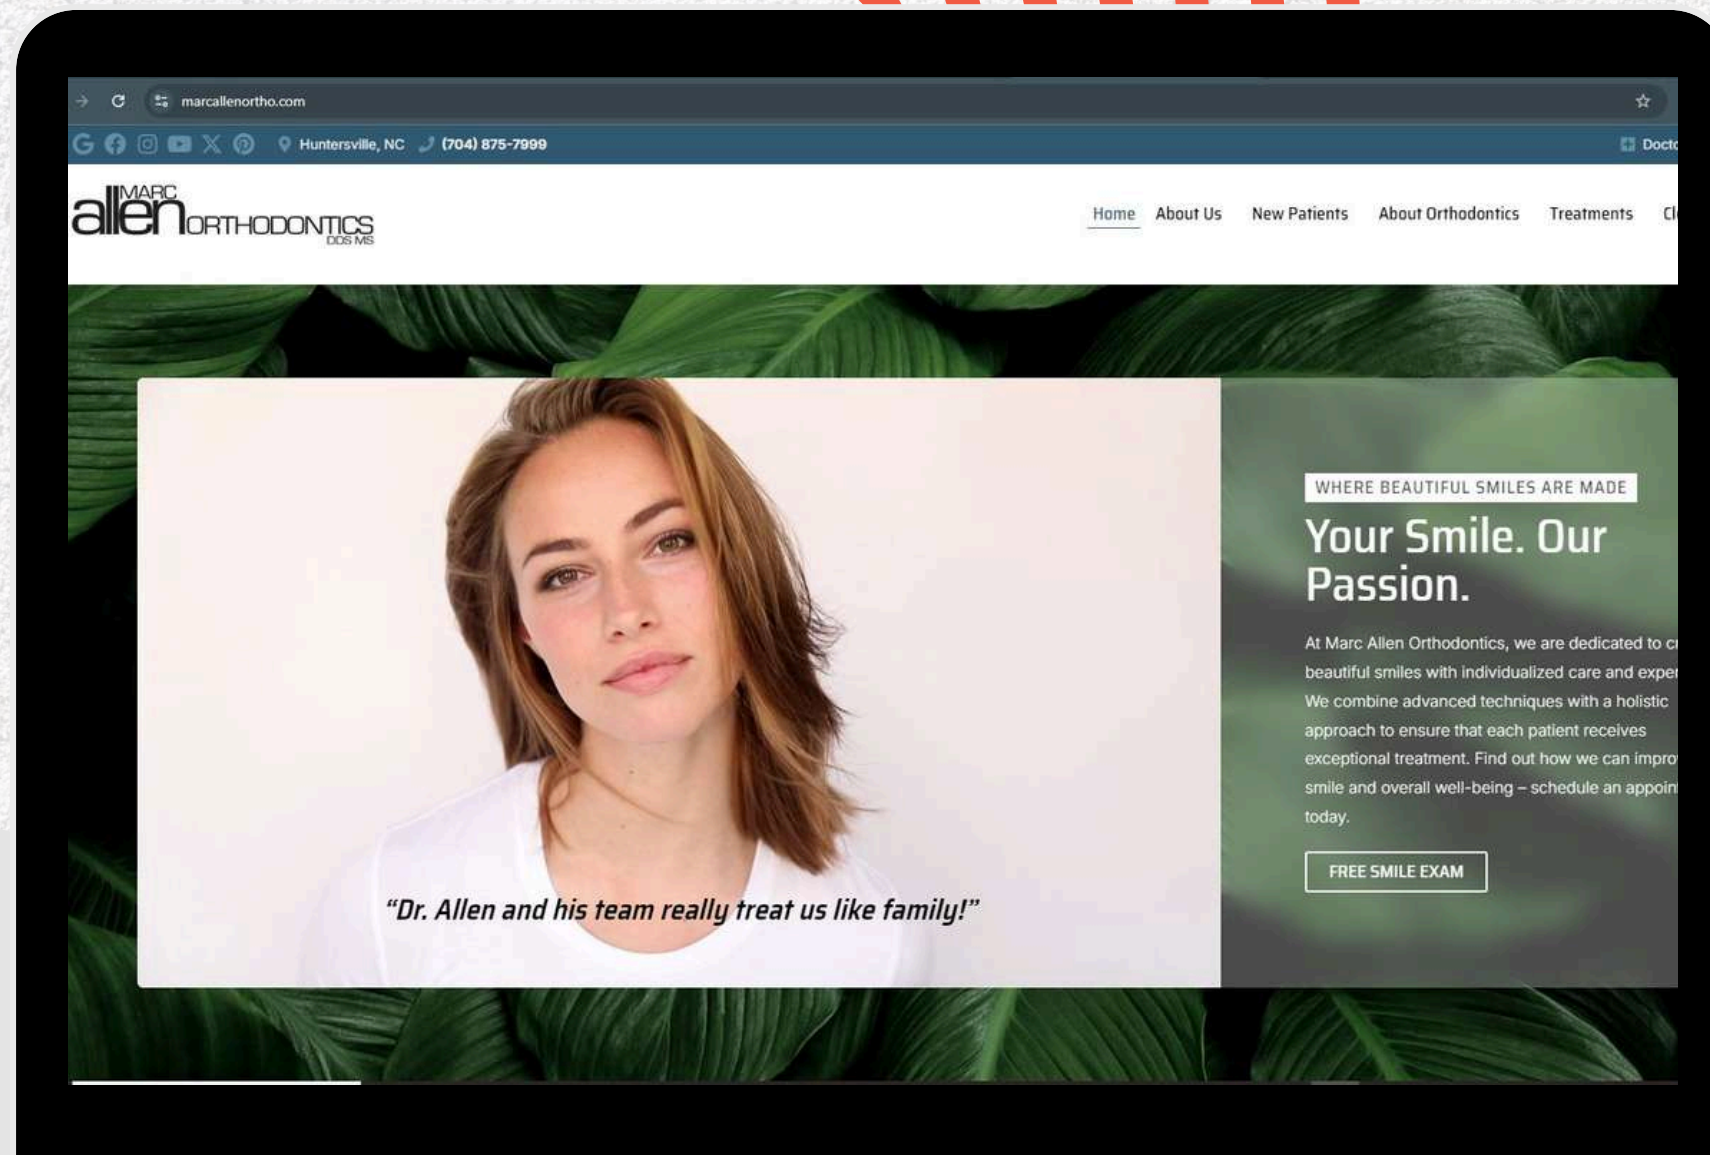 marcallenortho.com
Huntersville, NC (704) 875-7999
MARC
allen ORTHODONTICS
DDS MS
Home About Us New Patients About Orthodontics Treatments
WHERE BEAUTIFUL SMILES ARE MADE
Your Smile. Our
Passion.
At Marc Allen Orthodontics, we are dedicated to
beautiful smiles with individualized care and
We combine advanced techniques with a holistic
approach to ensure that each patient receives
exceptional treatment. Find out how we can
smile and overall well-being – schedule an
today.
FREE SMILE EXAM
“Dr. Allen and his team really treat us like family!”